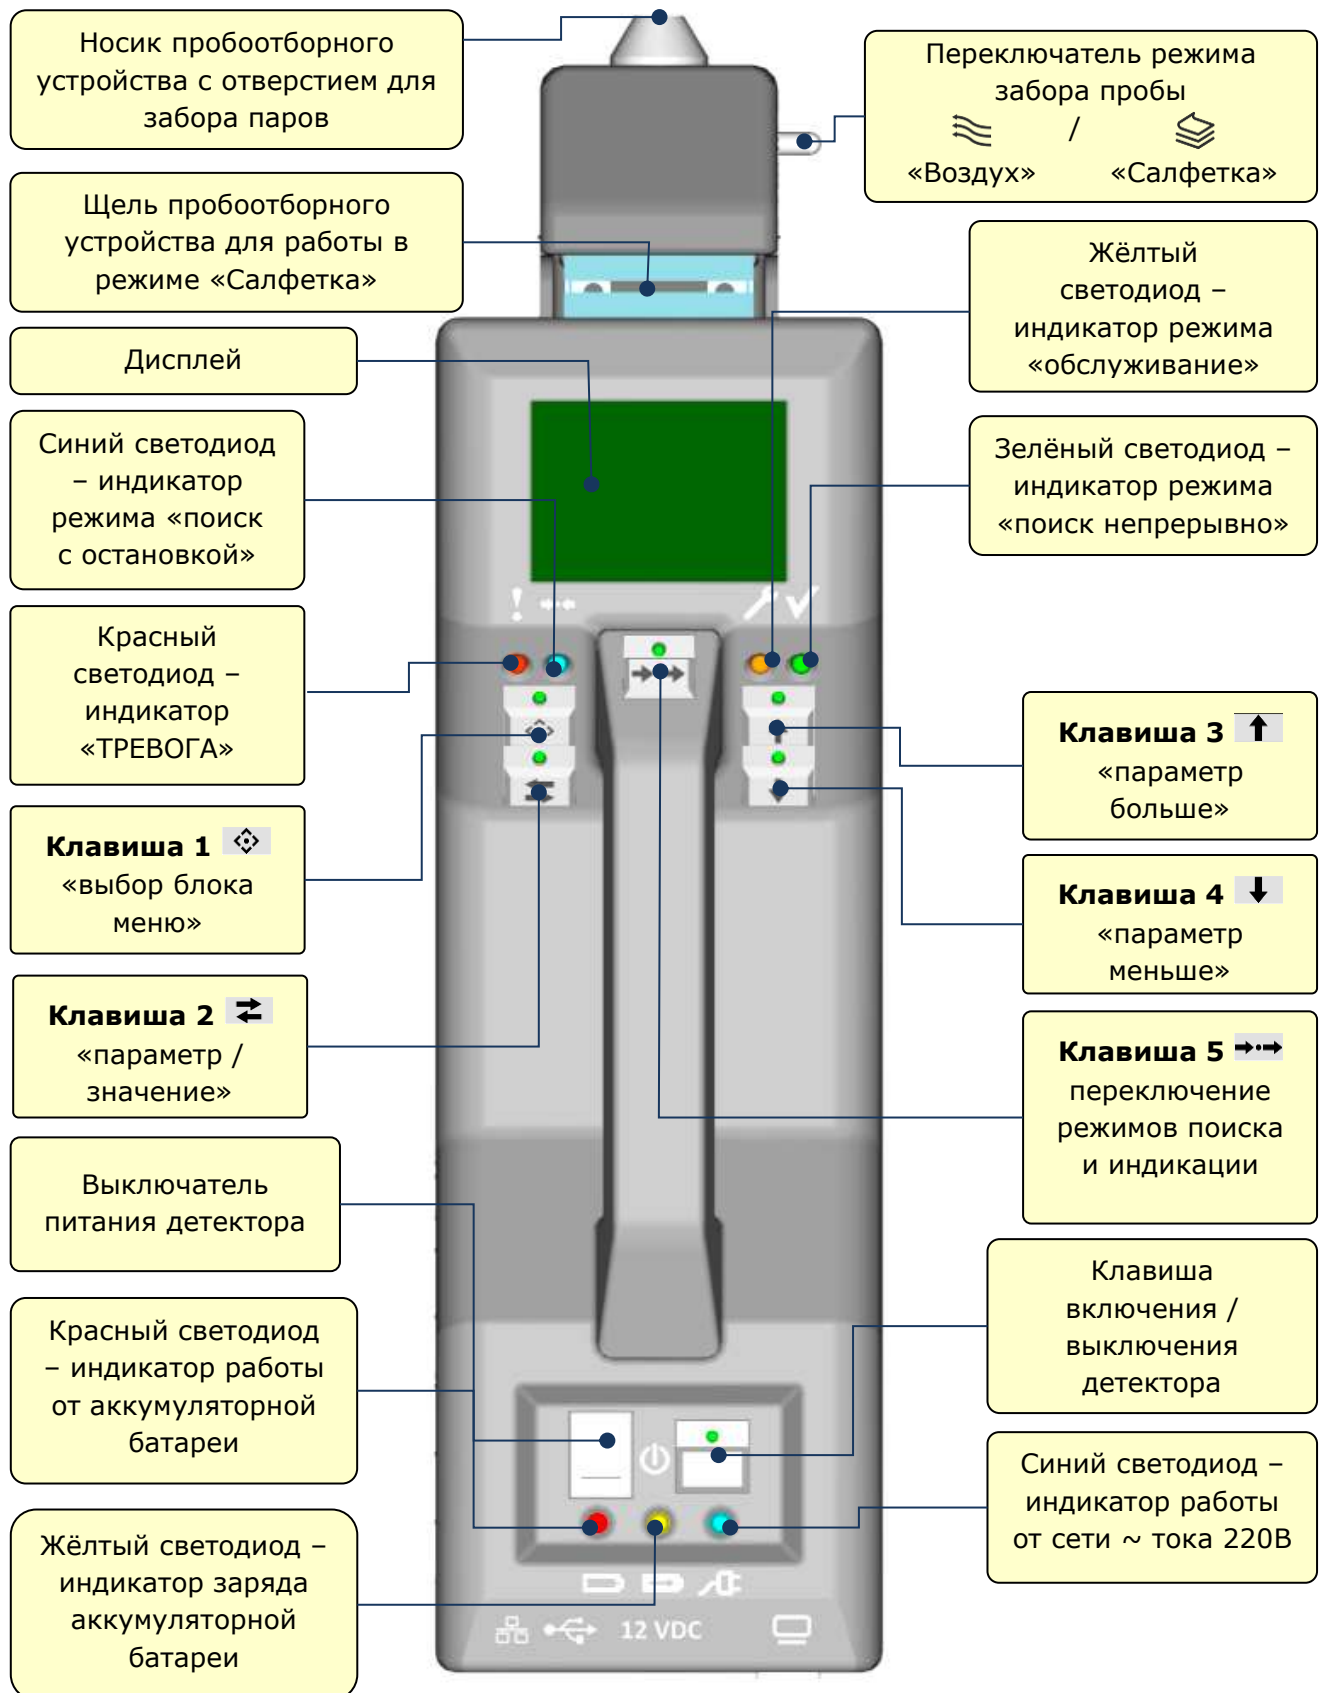 Носик пробоотборного
устройства с отверстием для
забора паров
Переключатель режима
забора пробы
/
«Воздух» «Салфетка»
Щель пробоотборного
устройства для работы в
режиме «Салфетка»
Жёлтый
светодиод –
индикатор режима
«обслуживание»
Дисплей
Синий светодиод
– индикатор
режима «поиск
с остановкой»
Зелёный светодиод –
индикатор режима
«поиск непрерывно»
Красный
светодиод –
индикатор
«ТРЕВОГА»
Клавиша 3
«параметр
больше»
Клавиша 1
«выбор блока
меню»
Клавиша 4
«параметр
меньше»
Клавиша 2
«параметр /
значение»
Клавиша 5
переключение
режимов поиска
и индикации
Выключатель
питания детектора
Клавиша
включения /
выключения
детектора
Красный светодиод
– индикатор работы
от аккумуляторной
батареи
Синий светодиод –
индикатор работы
от сети ~ тока 220В
Жёлтый светодиод –
индикатор заряда
аккумуляторной
батареи
12 VDC